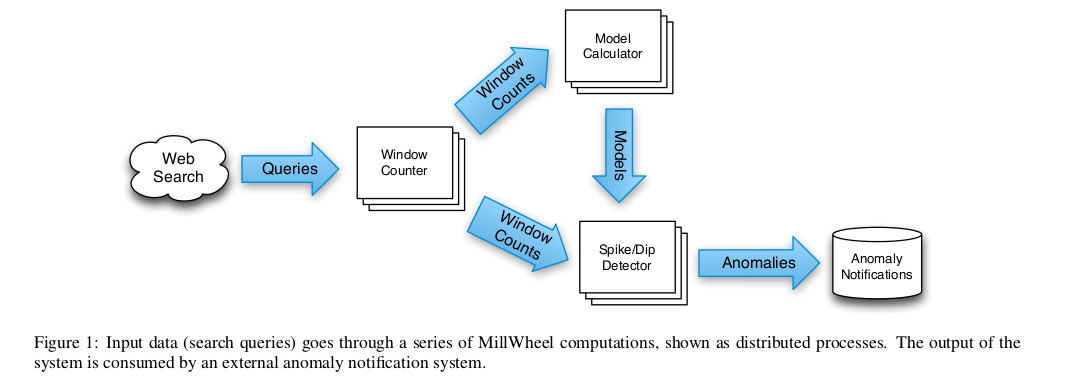 Web
Search
Queries
Window
Counter
Window
Counts
Model
Calculator
Models
Window
Counts
Spike/Dip
Detector
Anomalies
Anomaly
Notifications
Figure 1: Input data (search queries) goes through a series of MillWheel computations, shown as distributed processes. The output of the
system is consumed by an external anomaly notification system.